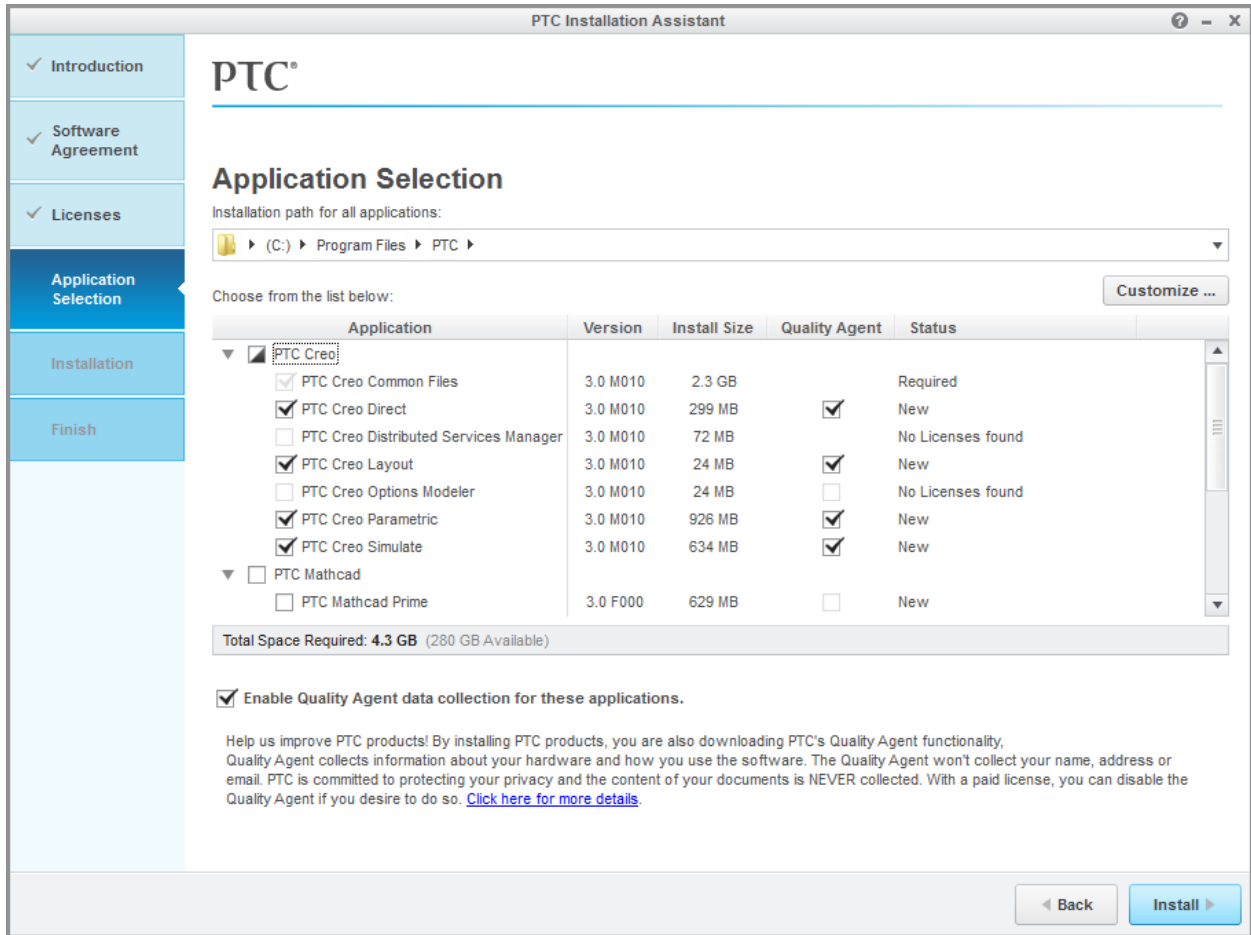 PTC Installation Assistant
Introduction
Software
Agreement
Licenses
Application
Selection
Installation
Finish
PTC®
Application Selection
Installation path for all applications:
(C:) Program Files PTC
Choose from the list below:
Customize ...
Application Version Install Size Quality Agent Status
PTC Creo
PTC Creo Common Files 3.0 M010 2.3 GB Required
PTC Creo Direct 3.0 M010 299 MB New
PTC Creo Distributed Services Manager 3.0 M010 72 MB No Licenses found
PTC Creo Layout 3.0 M010 24 MB New
PTC Creo Options Modeler 3.0 M010 24 MB No Licenses found
PTC Creo Parametric 3.0 M010 926 MB New
PTC Creo Simulate 3.0 M010 634 MB New
PTC Mathcad
PTC Mathcad Prime 3.0 F000 629 MB New
Total Space Required: 4.3 GB (280 GB Available)
Enable Quality Agent data collection for these applications.
Help us improve PTC products! By installing PTC products, you are also downloading PTC's Quality Agent functionality,
Quality Agent collects information about your hardware and how you use the software. The Quality Agent won't collect your name, address or
email. PTC is committed to protecting your privacy and the content of your documents is NEVER collected. With a paid license, you can disable the
Quality Agent if you desire to do so. Click here for more details.
Back
Install